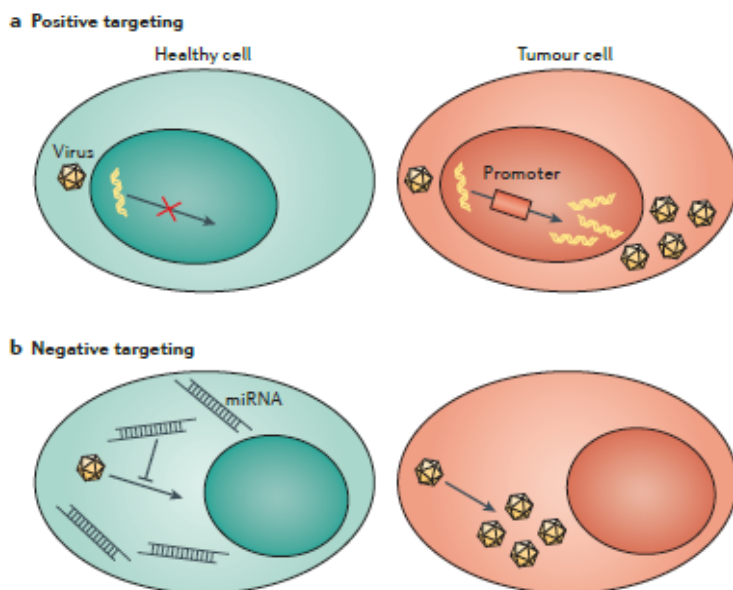 a Positive targeting
Healthy cell
Tumour cell
Virus
Promoter
b Negative targeting
miRNA